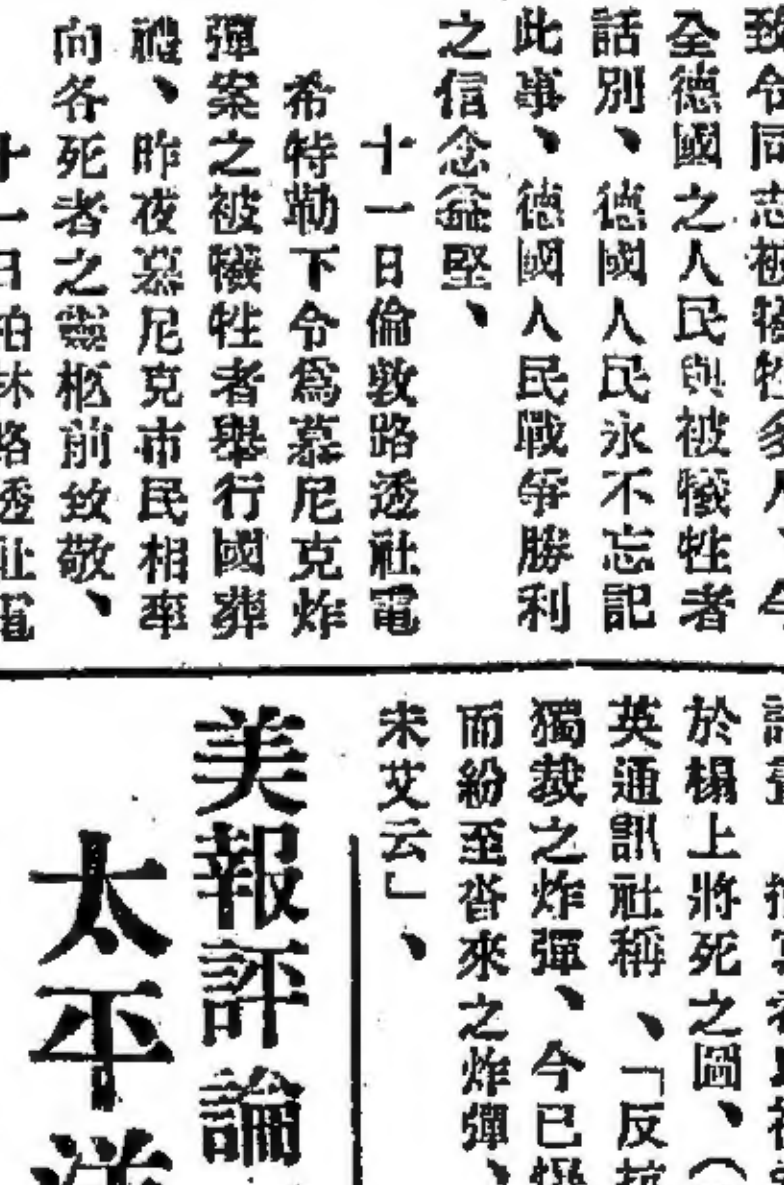 致令同志被犧牲多人、今
全德國之人民與被犧牲者
話別、德國人民永不忘記
此事、德國人民戰爭勝利
之信念益堅、
十一日倫敦路透社電
希特勒下令爲慕尼克炸
彈案之被犧牲者舉行國葬
禮、昨夜慕尼克市民相率
向各死者之靈柩前致敬、
十一日柏林路透社電
於榻上將死之圖、（
英通訊社稱、「反抗
獨裁之炸彈、今已爆
而紛至沓來之炸彈、
未艾云」、
美報評論
太平洋